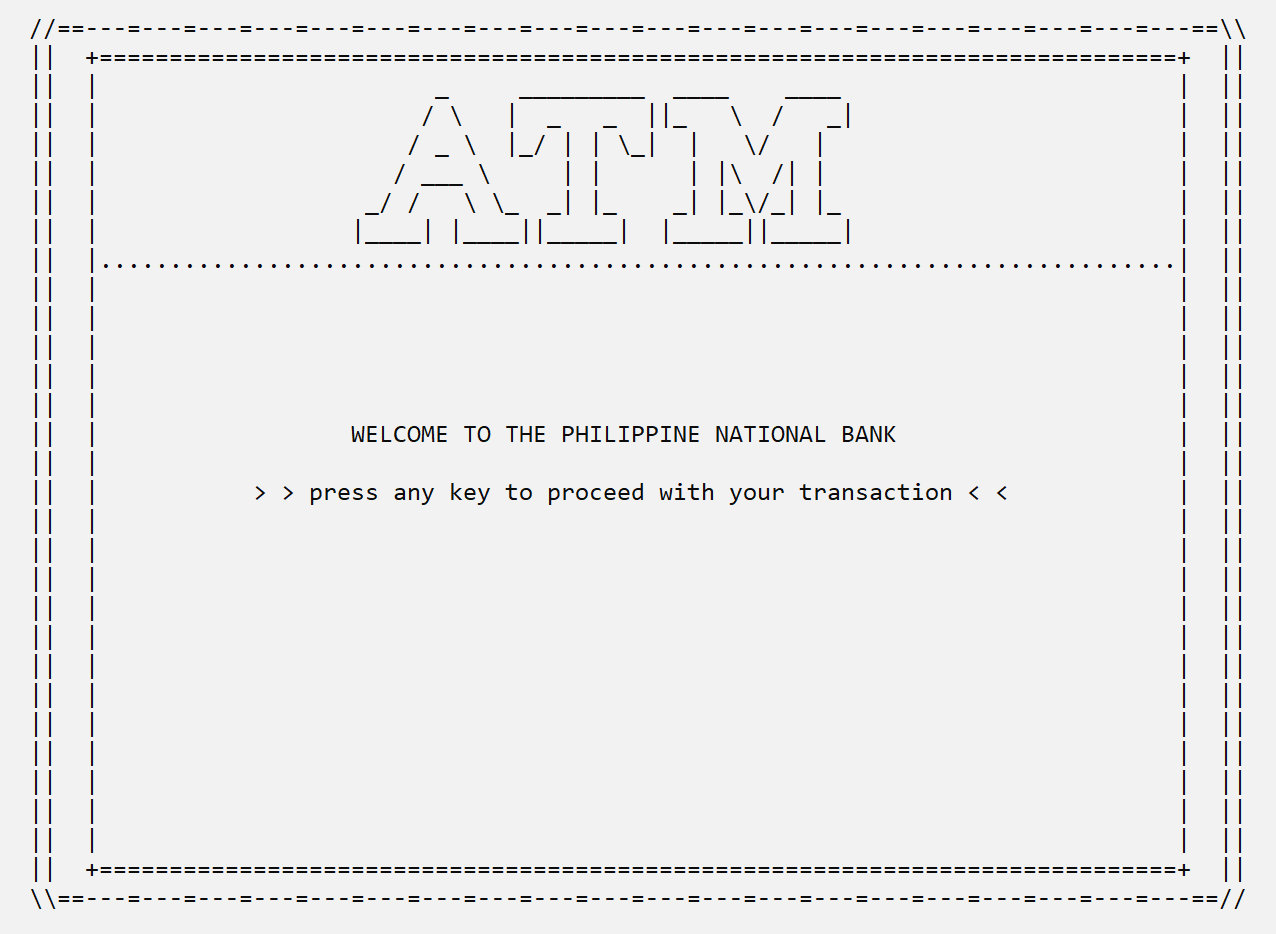 ATM
WELCOME TO THE PHILIPPINE NATIONAL BANK
> > press any key to proceed with your transaction < <